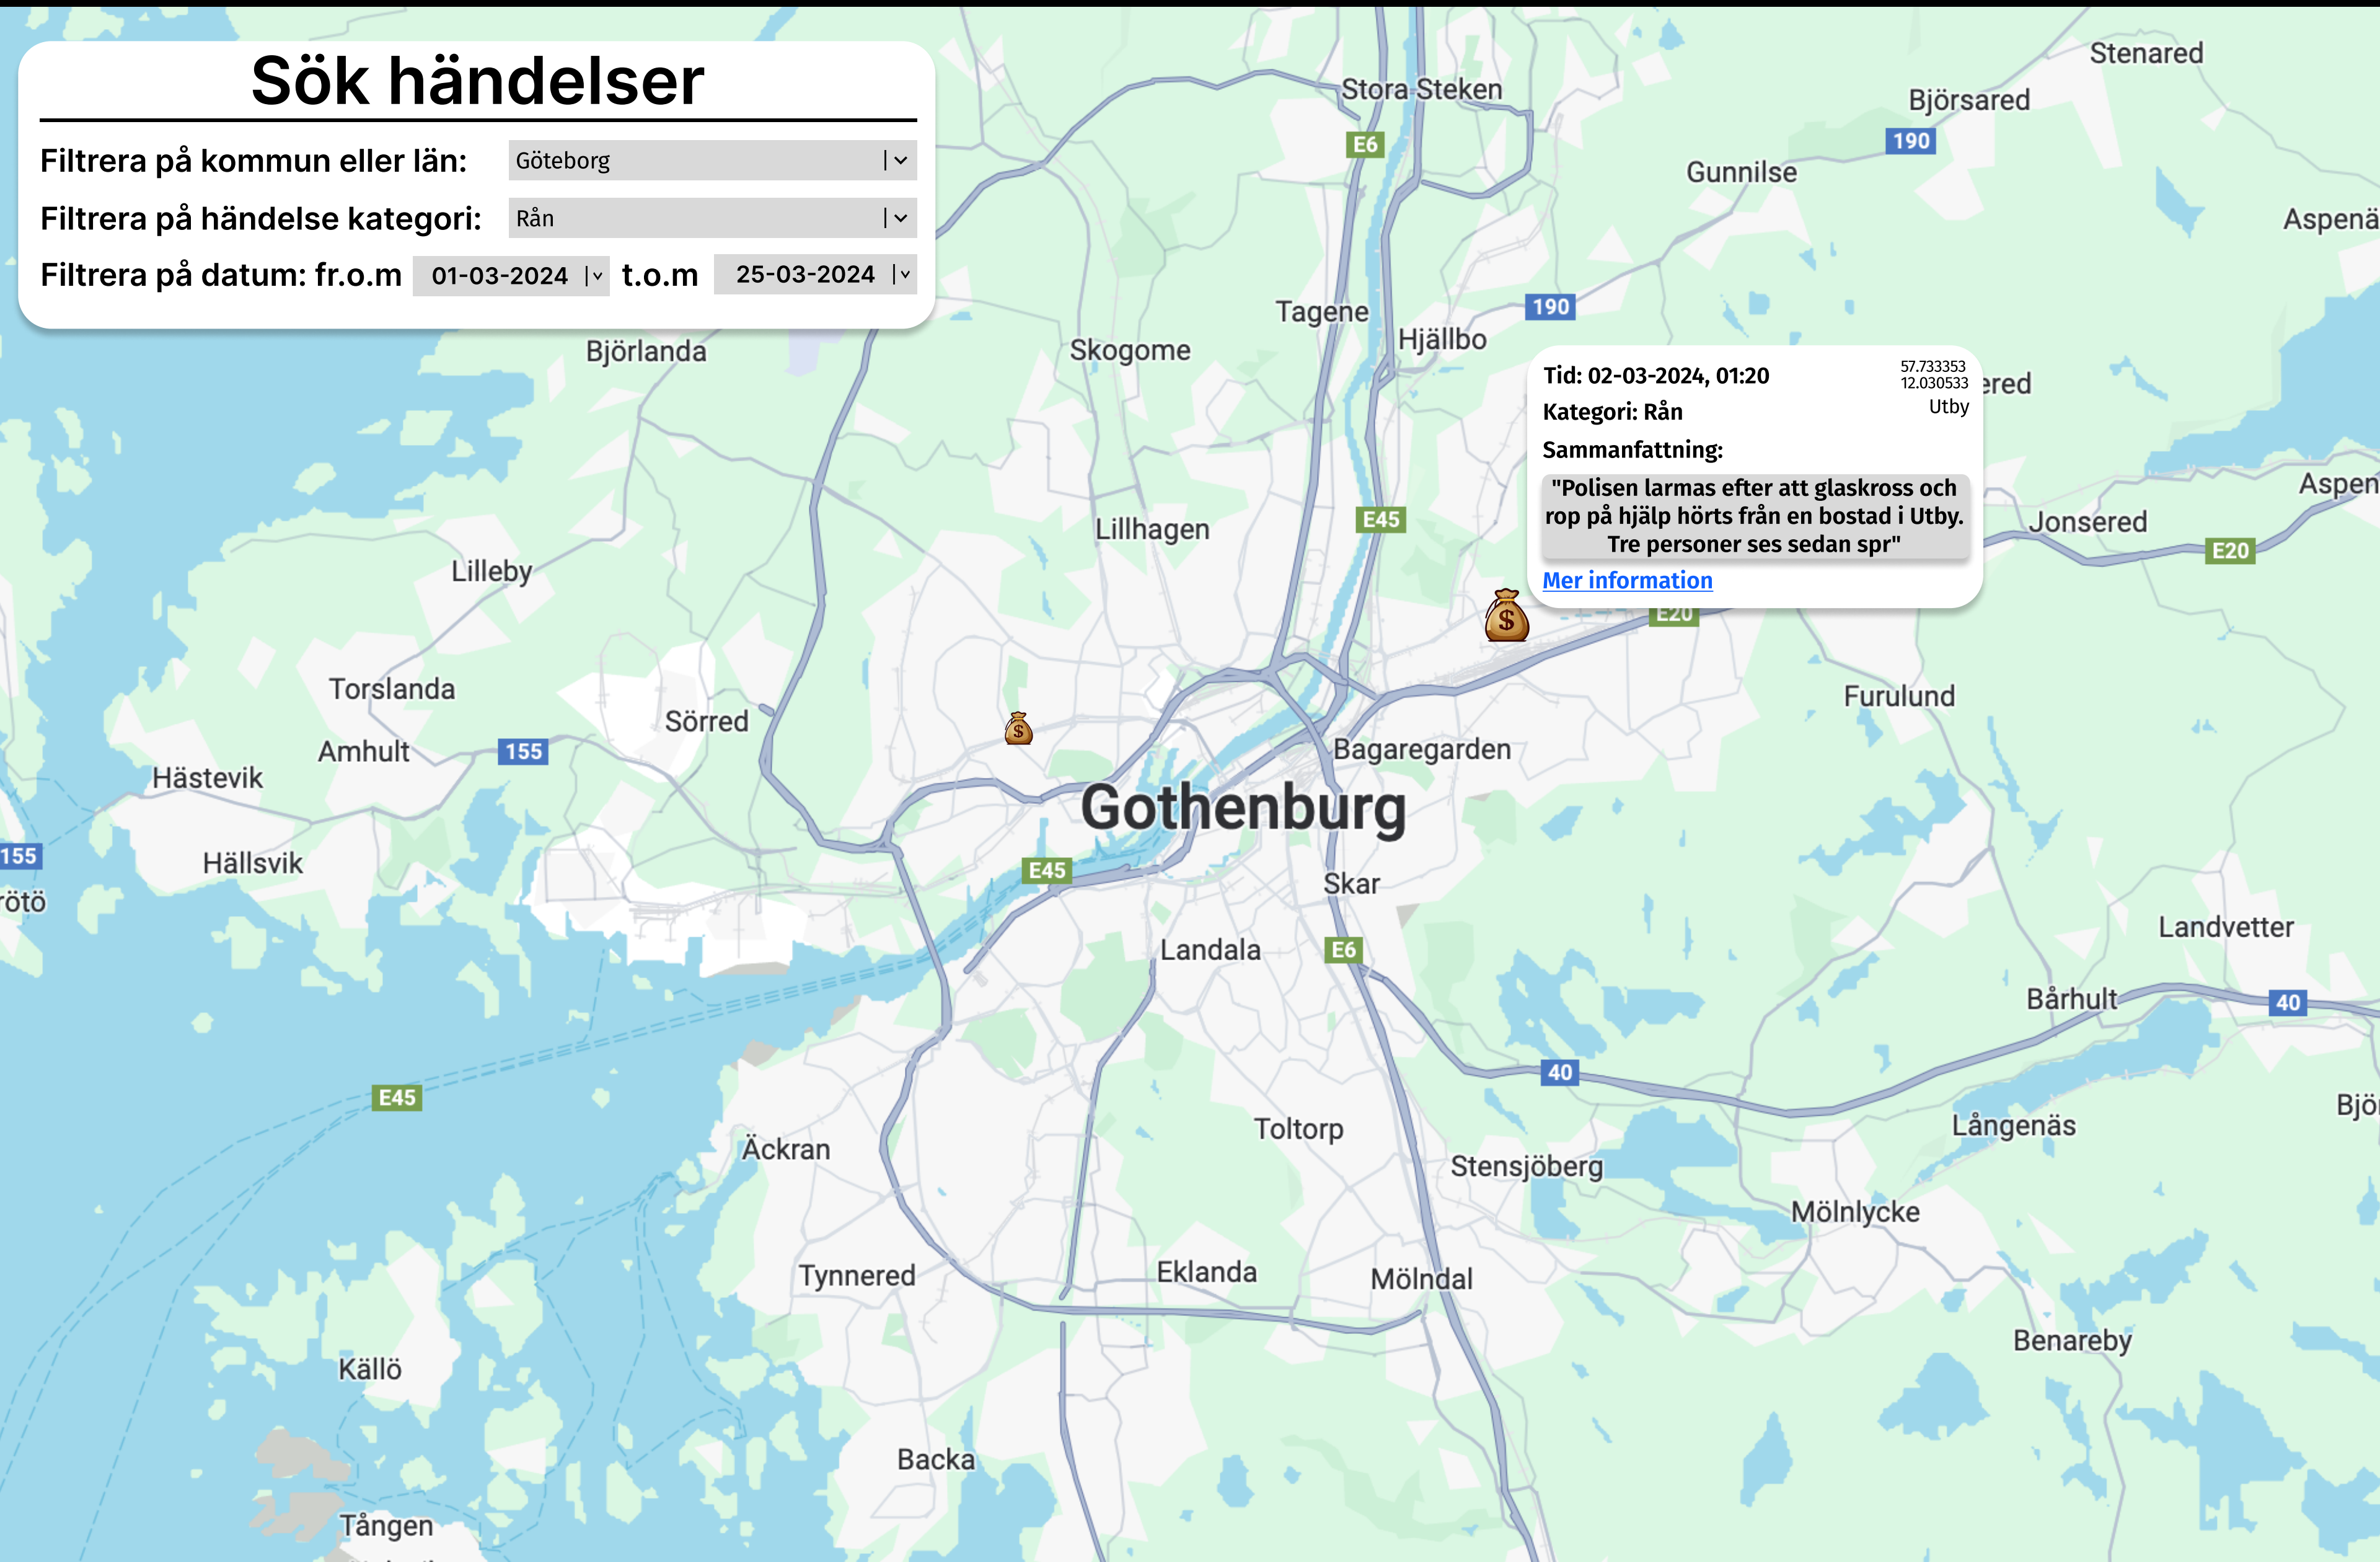 Sök händelser
Filtrera på kommun eller län: Göteborg
Filtrera på händelse kategori: Rån
Filtrera på datum: fr.o.m 01-03-2024 t.o.m 25-03-2024
Stenared
Stora Steken
Björsared
E6
190
Gunnilse
Aspenä
190
Tagene
Hjällbo
Björlanda
Skogome
Tid: 02-03-2024, 01:20
57.733353
12.030533
Utby
ered
Kategori: Rån
Sammanfattning:
"Polisen larmas efter att glaskross och
rop på hjälp hörts från en bostad i Utby.
Tre personer ses sedan spr"
Mer information
Aspen
E45
Lillhagen
Jonsered
E20
Lilleby
E20
Torslanda
Furulund
Sörred
Amhult
155
Bagaregarden
Hästevik
Gothenburg
155
Hällsvik
E45
Skar
rötö
Landala
E6
Landvetter
Bårhult
40
40
E45
Björ
Långenäs
Toltorp
Äckran
Stensjöberg
Mölnlycke
Tynnered
Eklanda
Mölndal
Benareby
Källö
Backa
Tången